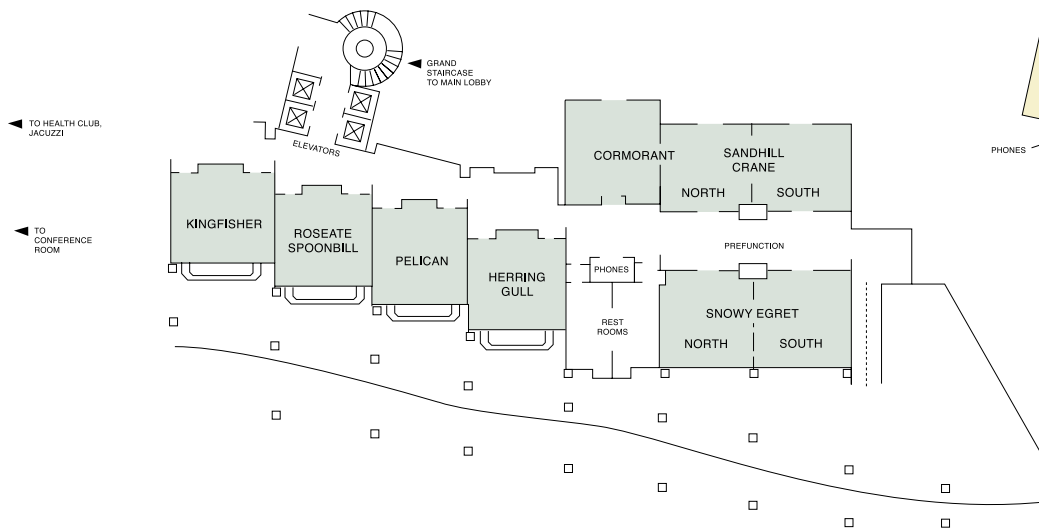 GRAND
STAIRCASE
TO MAIN LOBBY
TO HEALTH CLUB,
JACUZZI
ELEVATORS
PHONES
CORMORANT
SANDHILL
CRANE
NORTH
SOUTH
KINGFISHER
ROSEATE
SPOONBILL
TO
CONFERENCE
ROOM
PELICAN
PREFUNCTION
HERRING
GULL
PHONES
SNOWY EGRET
REST
ROOMS
NORTH
SOUTH